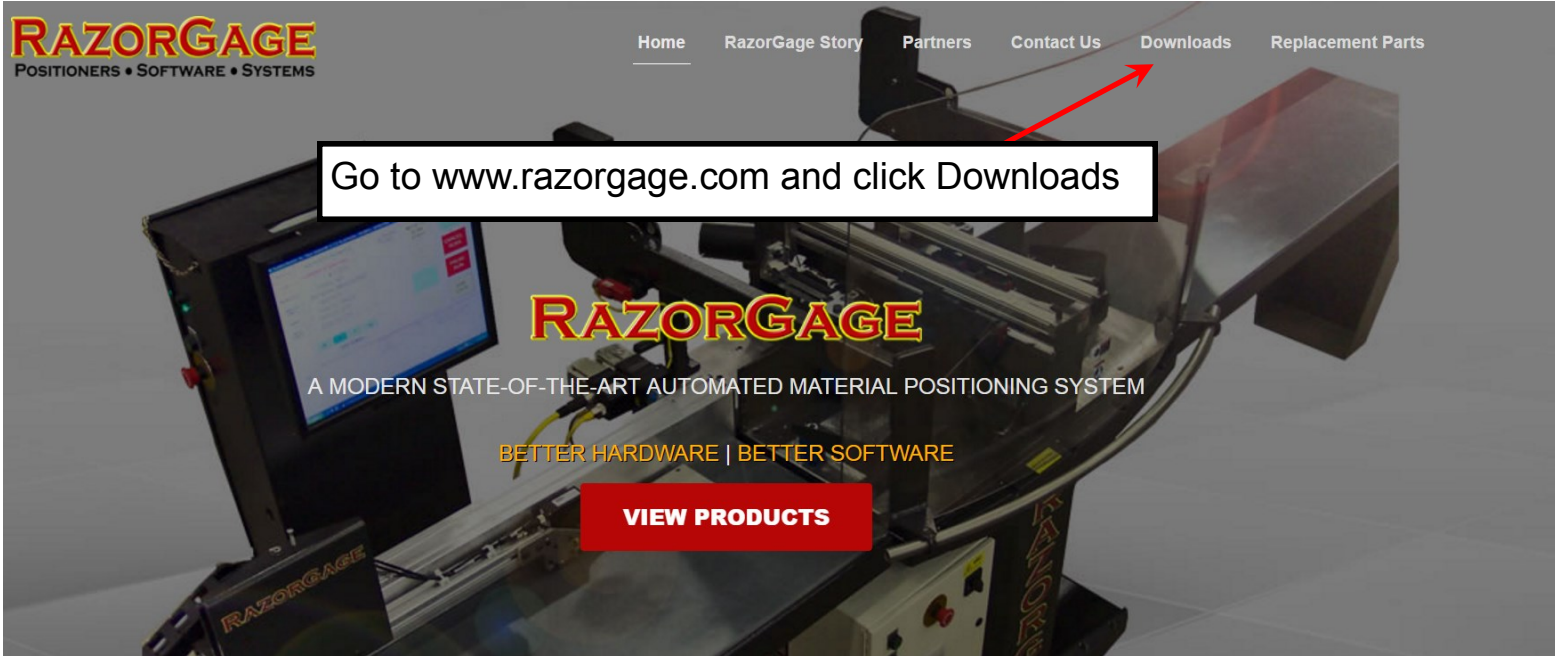 RAZORGAGE
POSITIONERS • SOFTWARE • SYSTEMS
Home RazorGage Story Partners Contact Us Downloads Replacement Parts
Go to www.razorgage.com and click Downloads
RAZORGAGE
A MODERN STATE-OF-THE-ART AUTOMATED MATERIAL POSITIONING SYSTEM
BETTER HARDWARE | BETTER SOFTWARE
VIEW PRODUCTS
RAZORGAGE
RAZORG